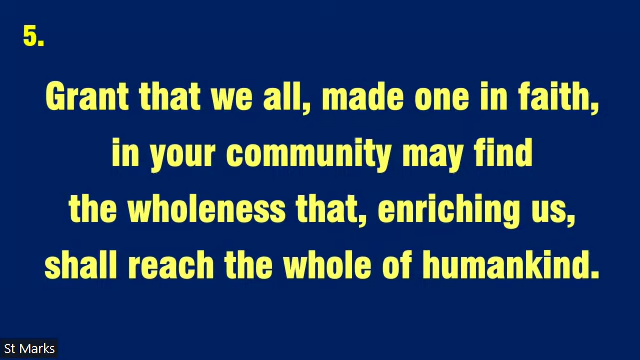 5.
Grant that we all, made one in faith,
in your community may find
the wholeness that, enriching us,
shall reach the whole of humankind.
St Marks